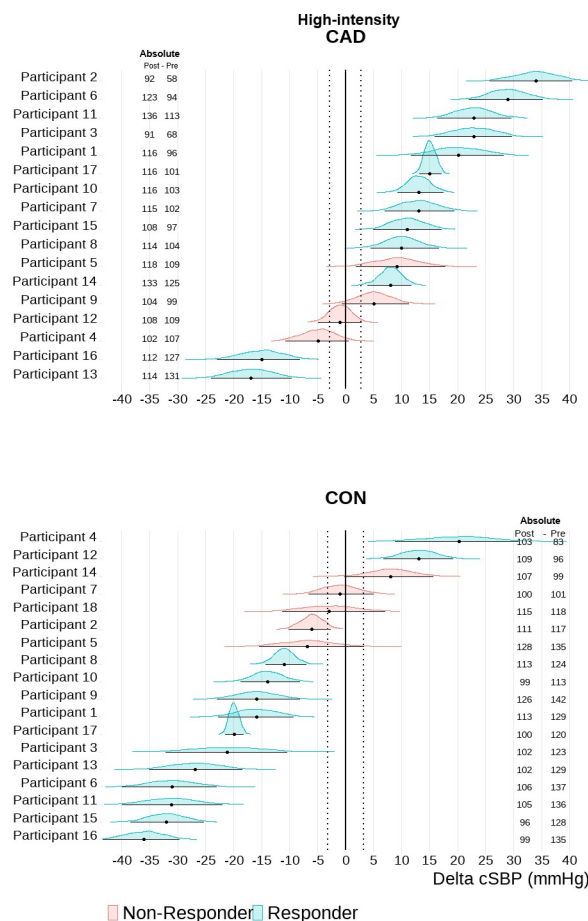 High-intensity
CAD
Absolute
Post - Pre
Participant 2 92 58
Participant 6 123 94
Participant 11 136 113
Participant 3 91 68
Participant 1 116 96
Participant 17 116 101
Participant 10 116 103
Participant 7 115 102
Participant 15 108 97
Participant 8 114 104
Participant 5 118 109
Participant 14 133 125
Participant 9 104 99
Participant 12 108 109
Participant 4 102 107
Participant 16 112 127
Participant 13 114 131
-40 -35 -30 -25 -20 -15 -10 -5 0 5 10 15 20 25 30 35 40
CON
Absolute
Post - Pre
Participant 4 103 83
Participant 12 109 96
Participant 14 107 99
Participant 7 100 101
Participant 18 115 118
Participant 2 111 117
Participant 5 128 135
Participant 8 113 124
Participant 10 99 113
Participant 9 126 142
Participant 1 113 129
Participant 17 100 120
Participant 3 102 123
Participant 13 102 129
Participant 6 106 137
Participant 11 105 136
Participant 15 96 128
Participant 16 99 135
-40 -35 -30 -25 -20 -15 -10 -5 0 5 10 15 20 25 30 35 40
Delta cSBP (mmHg)
Non-Responder Responder